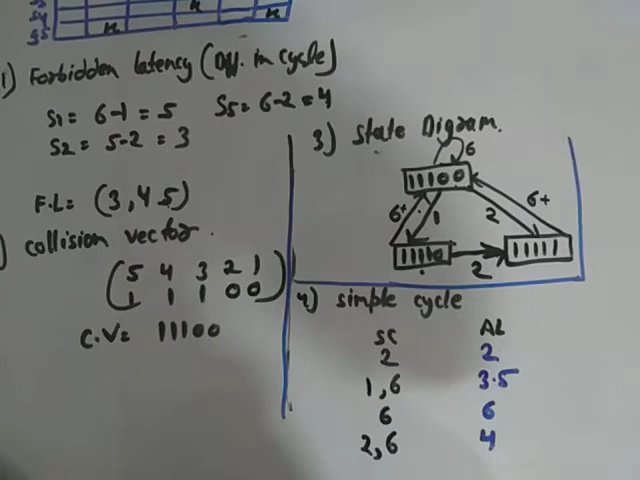 S4
S5
x
x
x
1) Forbidden latency (Diff. in cycle)
S1 = 6-1 = 5
S5 = 6-2 = 4
S2 = 5-2 = 3
F.L = (3, 4 5)
) collision vector.
5 4 3 2 1
1 1 1 0 0
C.V = 11100
3) State Digram.
6
11100
6+
1
2
6+
11110
2
11111
4) simple cycle
SC AL
2 2
1,6 3.5
6 6
2,6 4